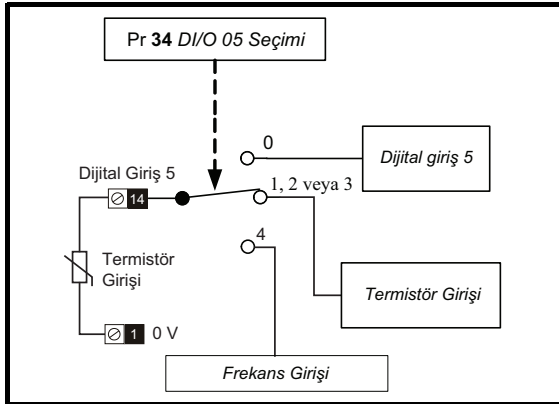 Pr 34 DI/O 05 Seçimi
0
Dijital giriş 5
Dijital Giriş 5
14
1, 2 veya 3
4
Termistör
Girişi
Termistör Girişi
1 0 V
Frekans Girişi